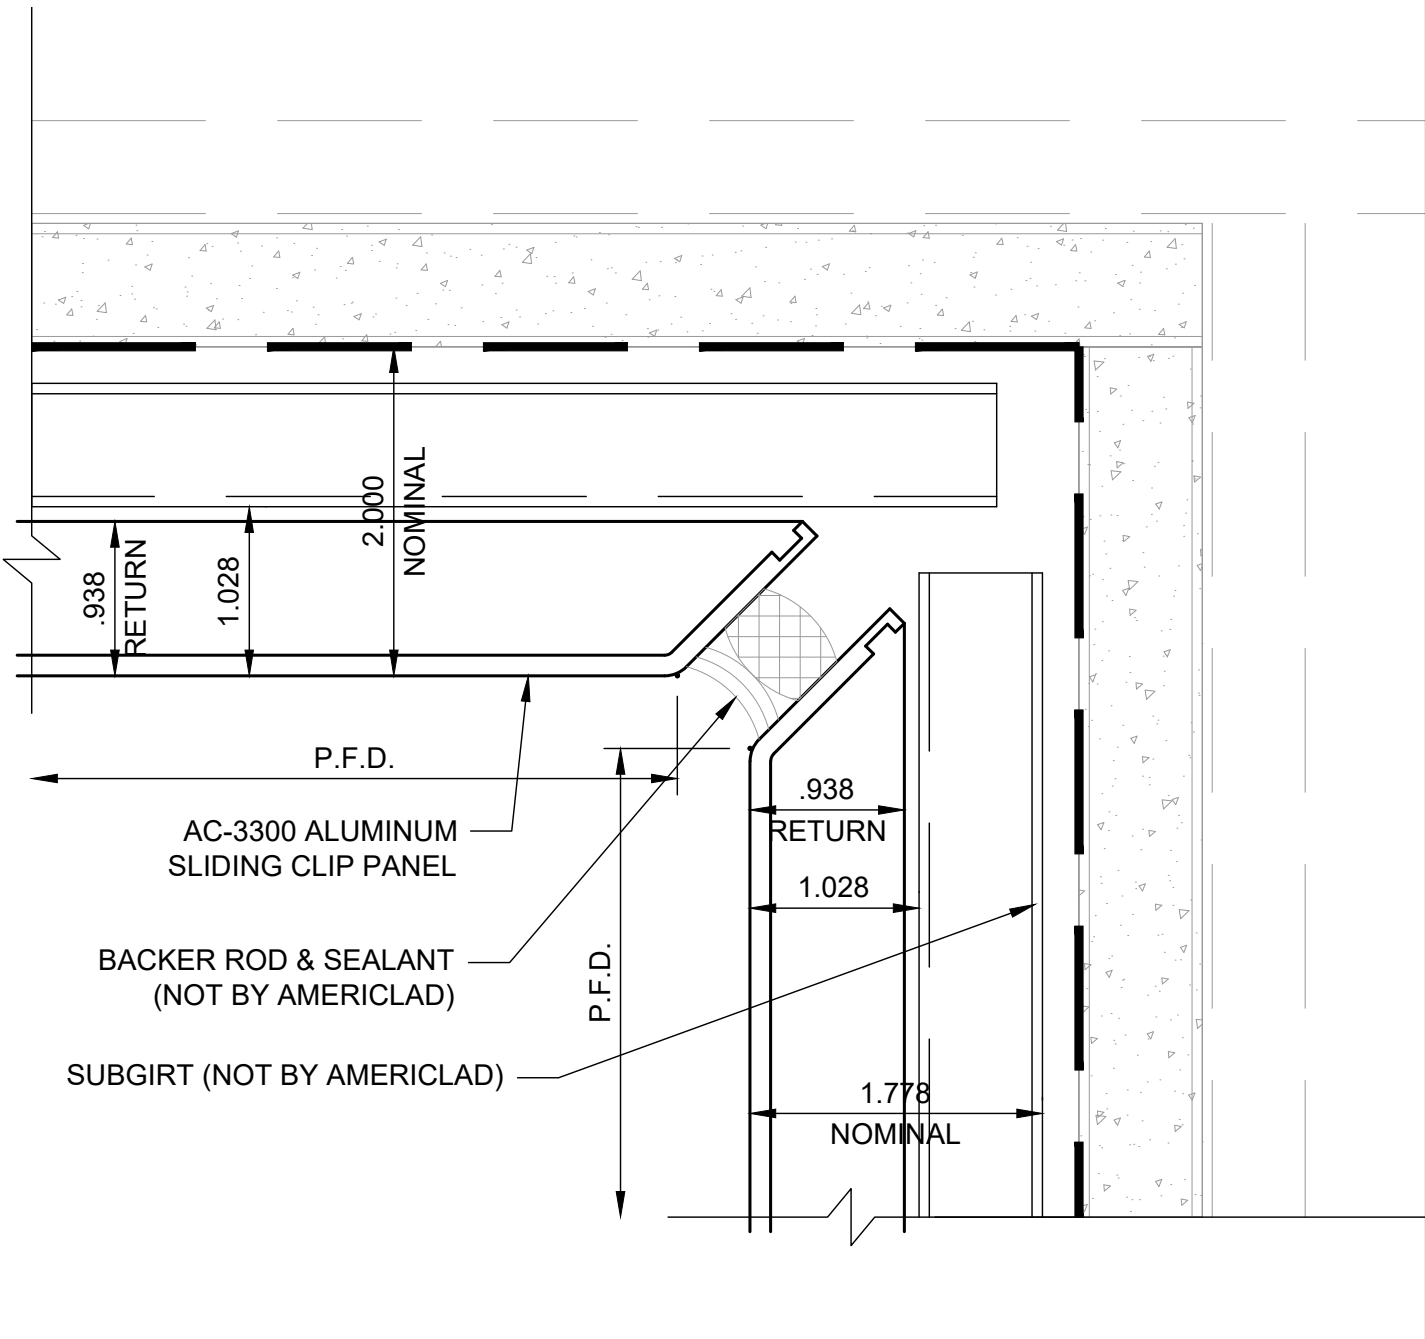 2.000
NOMINAL
.938
RETURN
1.028
P.F.D.
AC-3300 ALUMINUM
SLIDING CLIP PANEL
.938
RETURN
1.028
BACKER ROD & SEALANT
(NOT BY AMERICLAD)
P.F.D.
SUBGIRT (NOT BY AMERICLAD)
1.778
NOMINAL